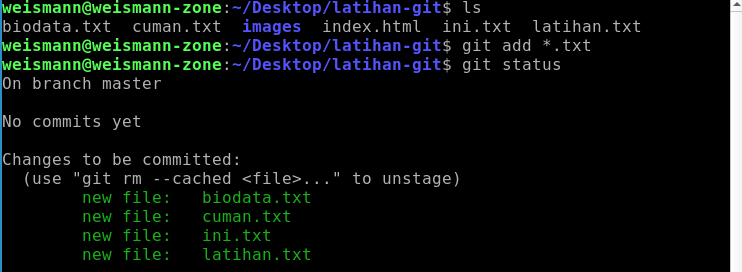 weismann@weismann-zone:~/Desktop/latihan-git$ ls
biodata.txt  cuman.txt  images  index.html  ini.txt  latihan.txt
weismann@weismann-zone:~/Desktop/latihan-git$ git add *.txt
weismann@weismann-zone:~/Desktop/latihan-git$ git status
On branch master

No commits yet

Changes to be committed:
  (use "git rm --cached <file>..." to unstage)
        new file:   biodata.txt
        new file:   cuman.txt
        new file:   ini.txt
        new file:   latihan.txt